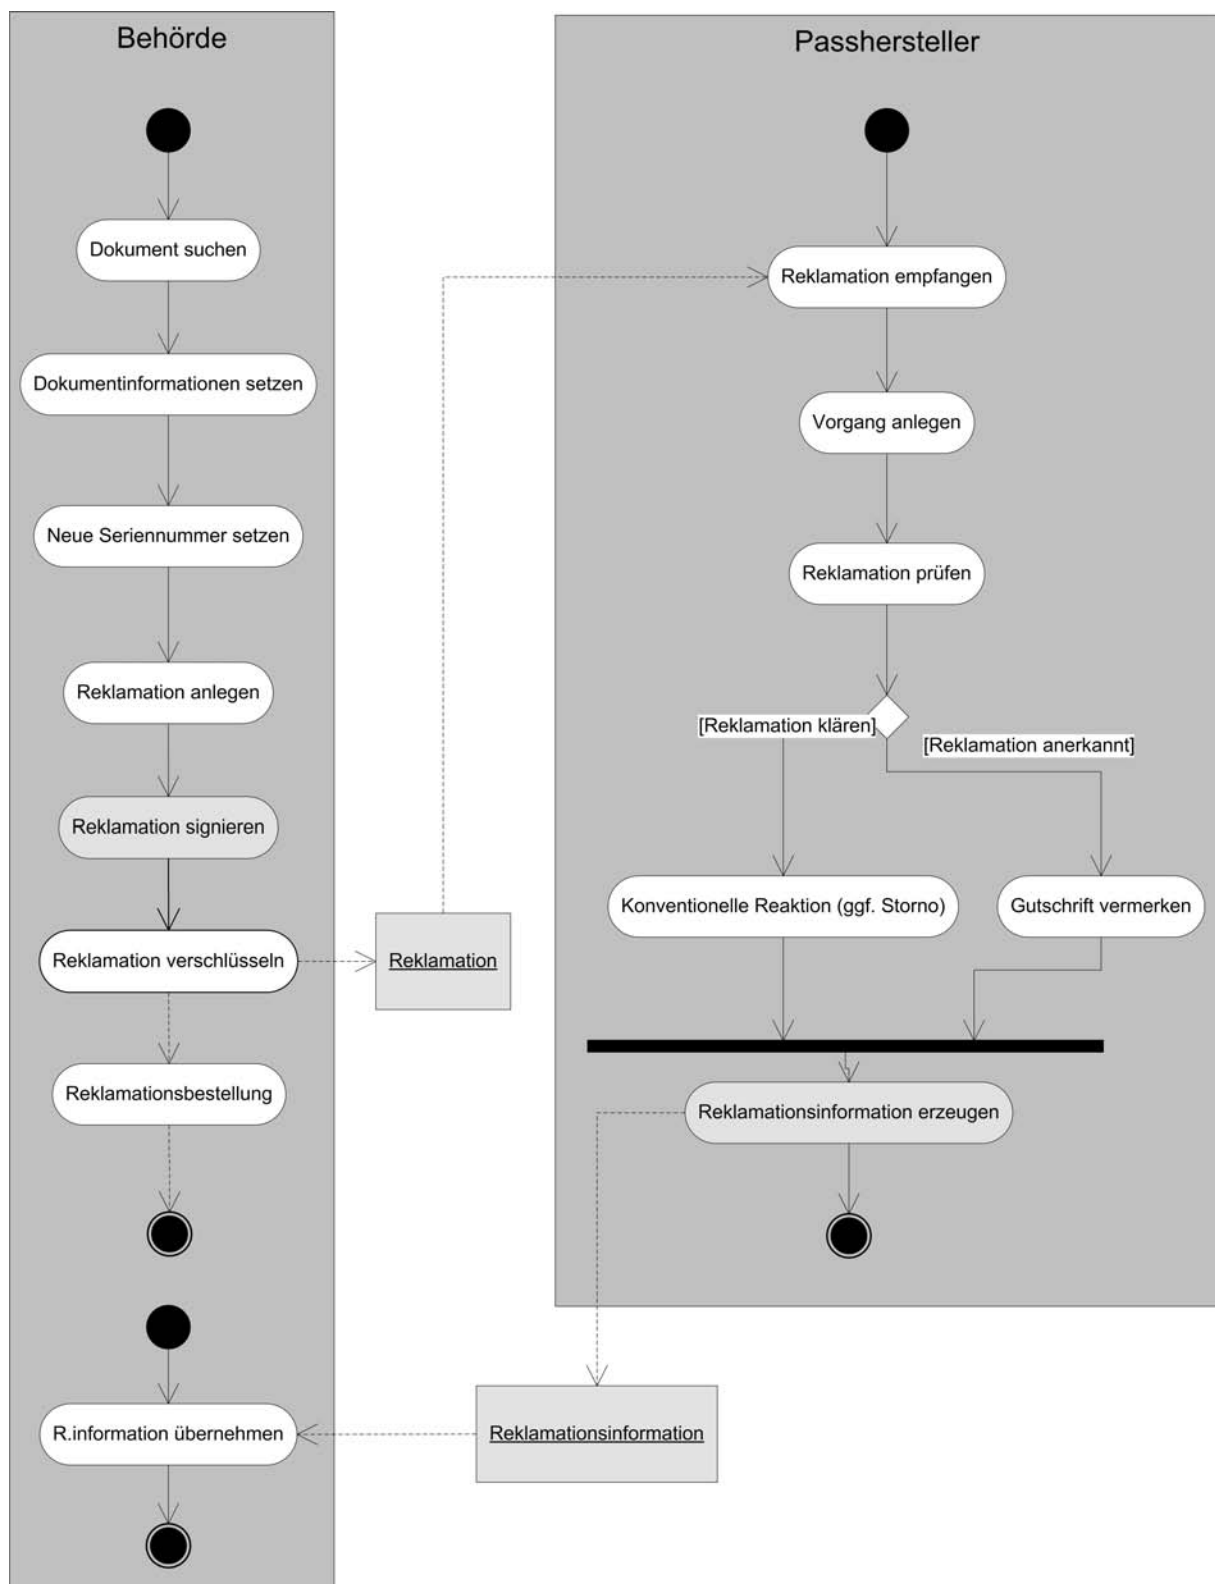 Behörde
Dokument suchen
Dokumentinformationen setzen
Neue Seriennummer setzen
Reklamation anlegen
Reklamation signieren
Reklamation verschlüsseln
Reklamationsbestellung
R.information übernehmen
Reklamation
Reklamationsinformation
Passhersteller
Reklamation empfangen
Vorgang anlegen
Reklamation prüfen
[Reklamation klären]
[Reklamation anerkannt]
Konventionelle Reaktion (ggf. Storno)
Gutschrift vermerken
Reklamationsinformation erzeugen